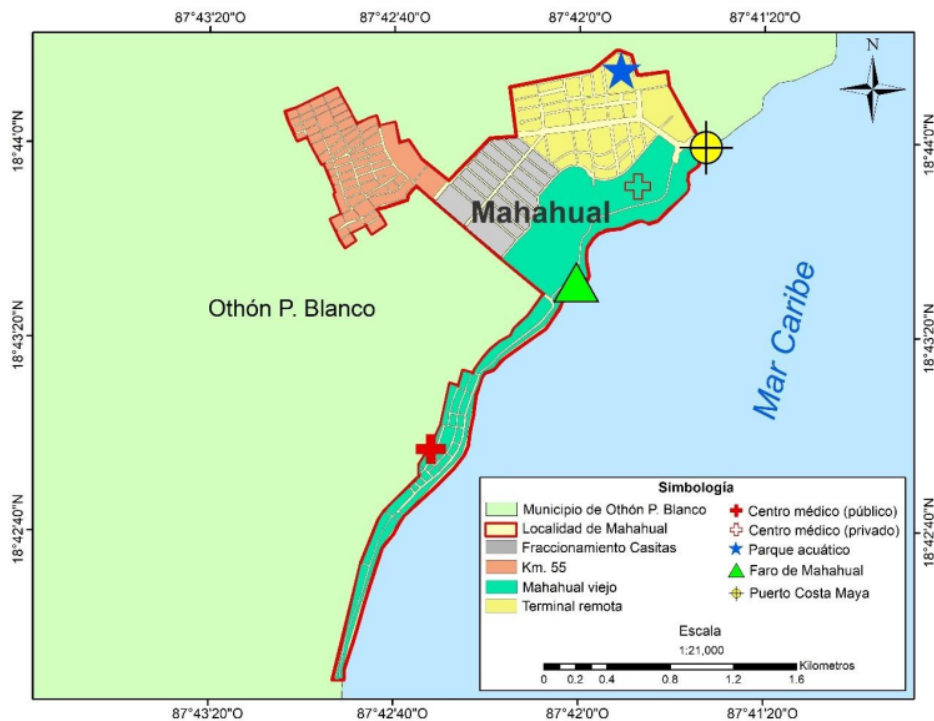 87°43'20"O 87°42'40"O 87°42'0"O 87°41'20"O
N
18°44'0"N
18°44'0"N
Mahahual
Othón P. Blanco
Mar Caribe
18°43'20"N
18°43'20"N
18°42'40"N
18°42'40"N
Simbología
Municipio de Othón P. Blanco
Localidad de Mahahual
Fraccionamiento Casitas
Km. 55
Mahahual viejo
Terminal remota
Centro médico (público)
Centro médico (privado)
Parque acuático
Faro de Mahahual
Puerto Costa Maya
Escala
1:21,000
Kilometros
0 0.2 0.4 0.8 1.2 1.6
87°43'20"O 87°42'40"O 87°42'0"O 87°41'20"O